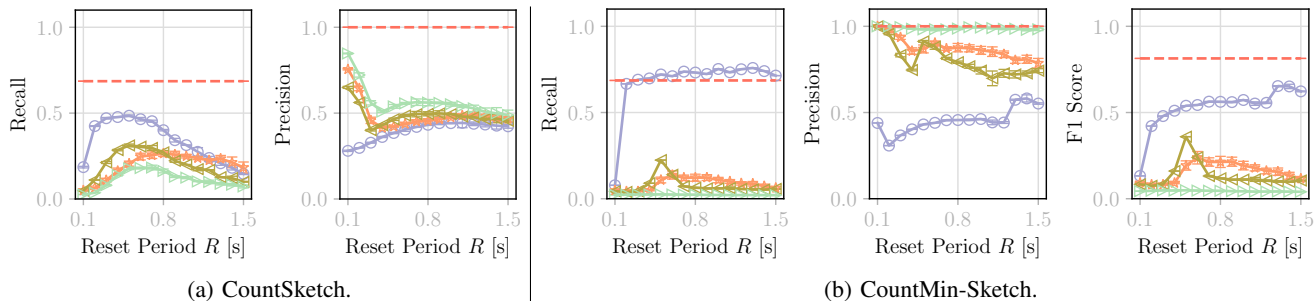 Recall
1.0
0.5
0.0
0.1 0.8 1.5
Reset Period R [s]
Precision
1.0
0.5
0.0
0.1 0.8 1.5
Reset Period R [s]
(a) CountSketch.
Recall
1.0
0.5
0.0
0.1 0.8 1.5
Reset Period R [s]
Precision
1.0
0.5
0.0
0.1 0.8 1.5
Reset Period R [s]
F1 Score
1.0
0.5
0.0
0.1 0.8 1.5
Reset Period R [s]
(b) CountMin-Sketch.